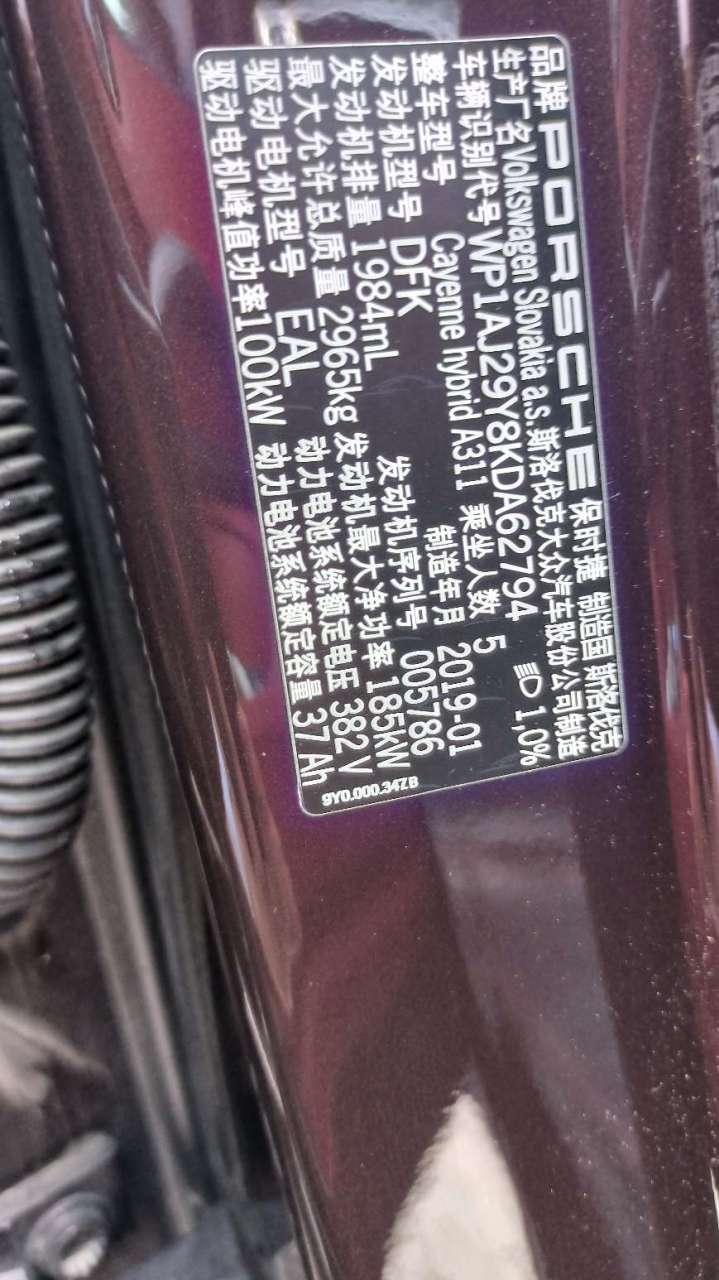 品牌 PORSCHE 保时捷 制造国 斯洛伐克
生产厂名 Volkswagen Slovakia a.s. 斯洛伐克大众汽车股份公司制造
车辆识别代号 WP1AJ29Y8KDA62794 1,0%
整车型号 Cayenne hybrid A311 乘坐人数 5
制造年月 2019-01
发动机型号 DFK 发动机序列号 005786
发动机排量 1984mL 发动机最大净功率 185kW
最大允许总质量 2965kg 动力电池系统额定电压 382V
驱动电机型号 EAL 动力电池系统额定容量 37Ah
驱动电机峰值功率 100kW
9Y0.000.34ZB